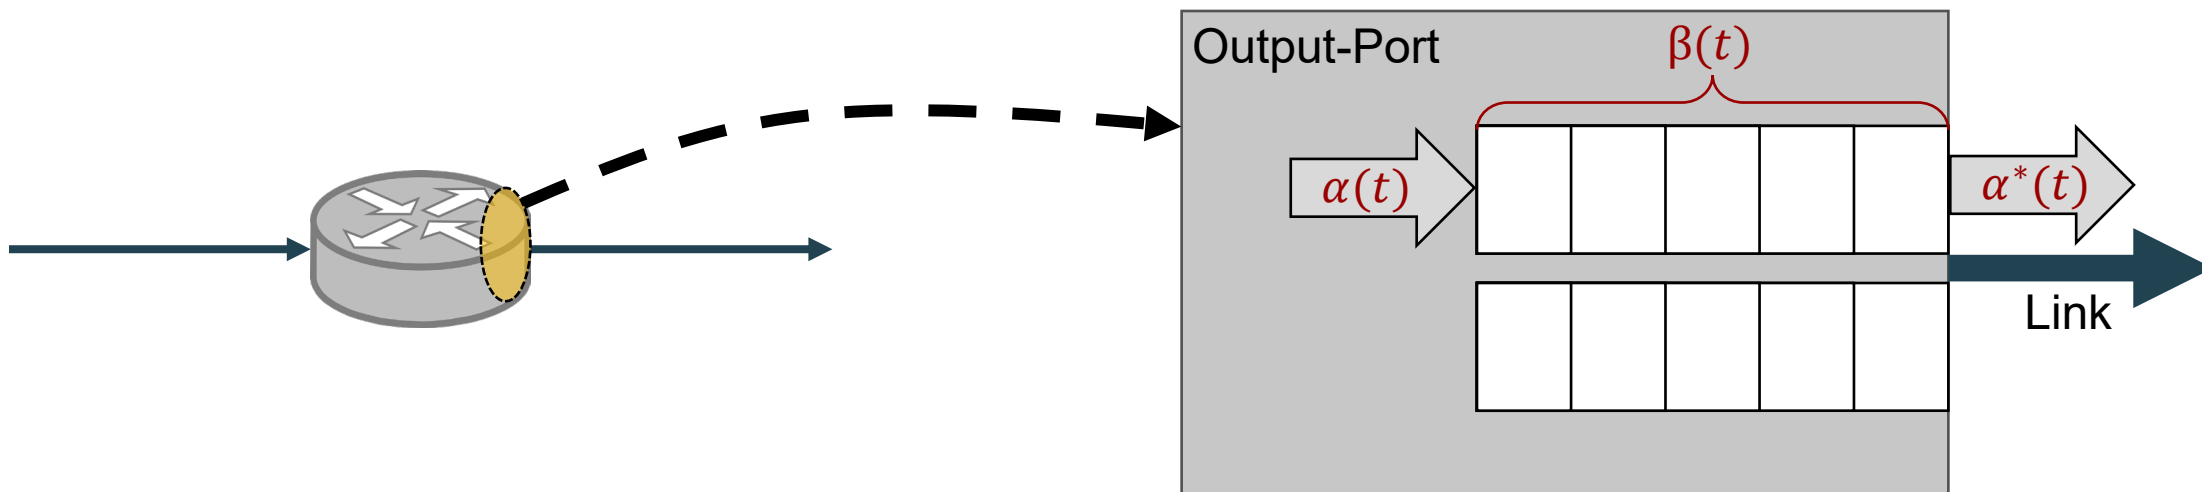 Output-Port
β(t)
α(t)
α*(t)
Link